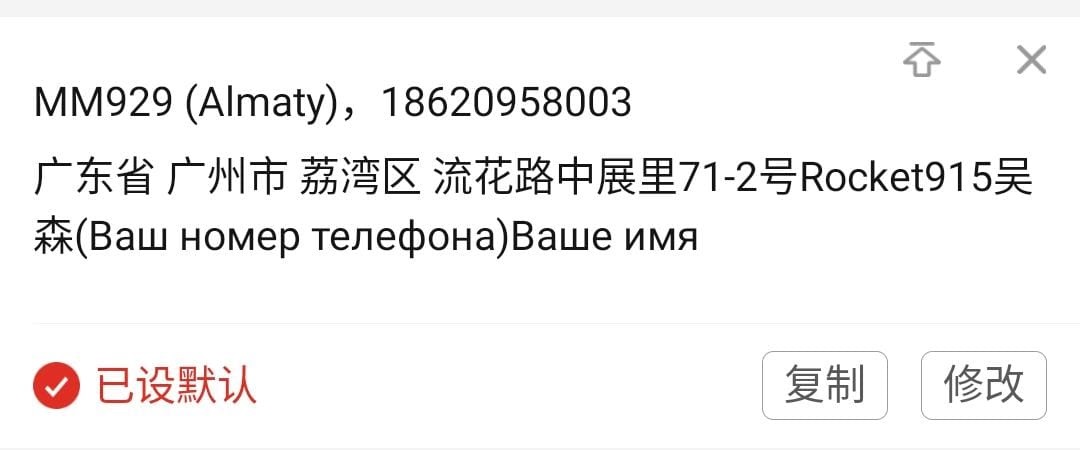 MM929 (Almaty)，18620958003
广东省 广州市 荔湾区 流花路中展里71-2号Rocket915吴
森(Ваш номер телефона)Ваше имя
已设默认
复制
修改